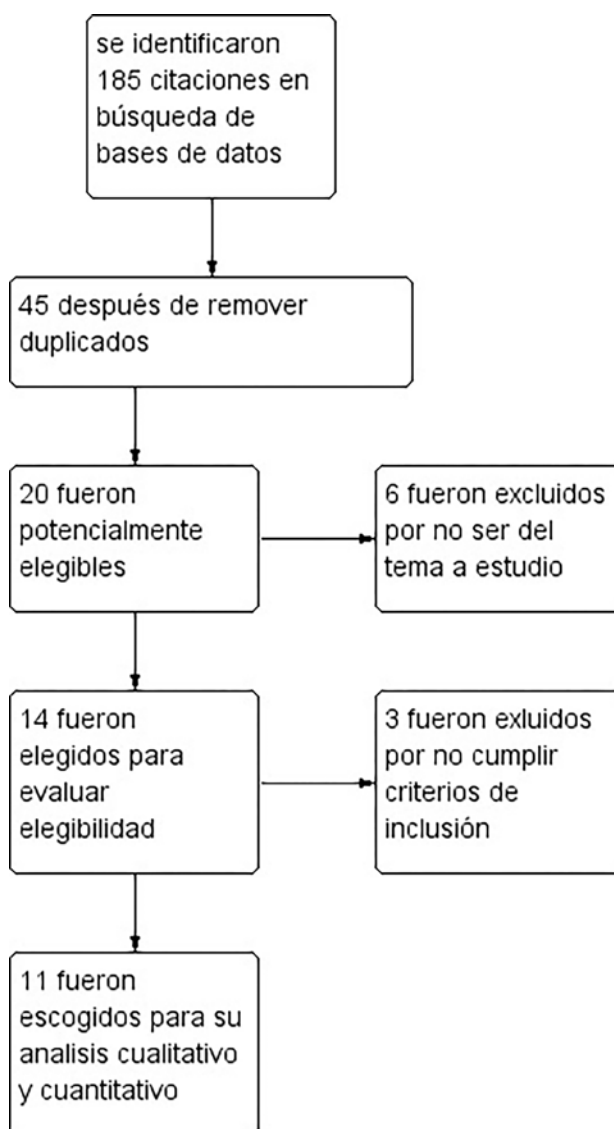 se identificaron
185 citaciones en
búsqueda de
bases de datos
45 después de remover
duplicados
20 fueron
potencialmente
elegibles
6 fueron excluidos
por no ser del
tema a estudio
14 fueron
elegidos para
evaluar
elegibilidad
3 fueron exluidos
por no cumplir
criterios de
inclusión
11 fueron
escogidos para su
analisis cualitativo
y cuantitativo